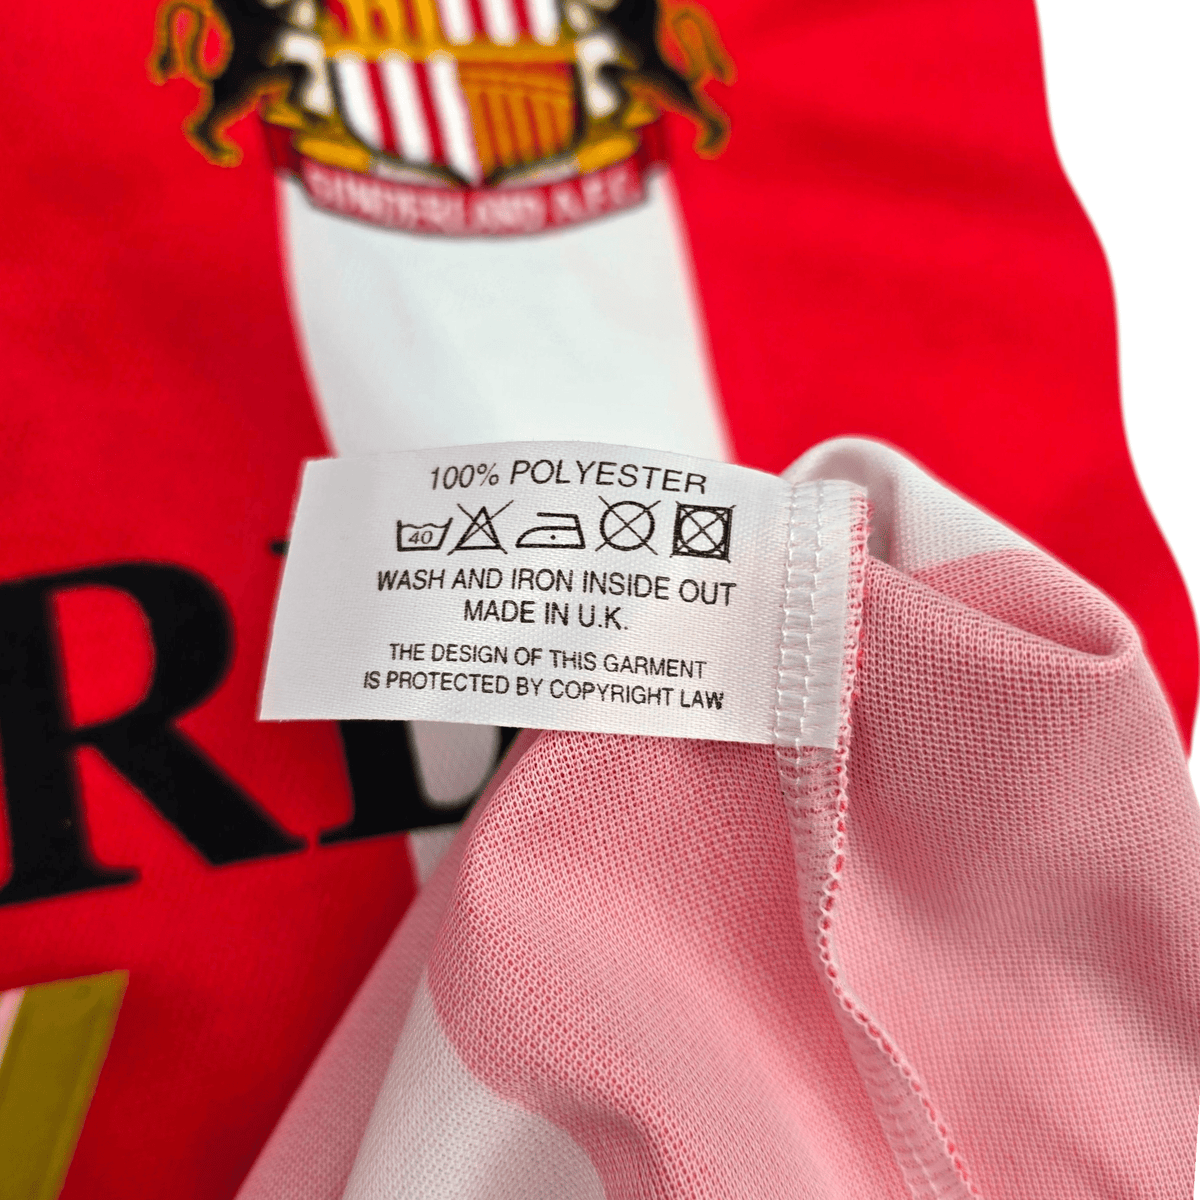 SUNDERLAND A.F.C.
100% POLYESTER
40
WASH AND IRON INSIDE OUT
MADE IN U.K.
THE DESIGN OF THIS GARMENT
IS PROTECTED BY COPYRIGHT LAW